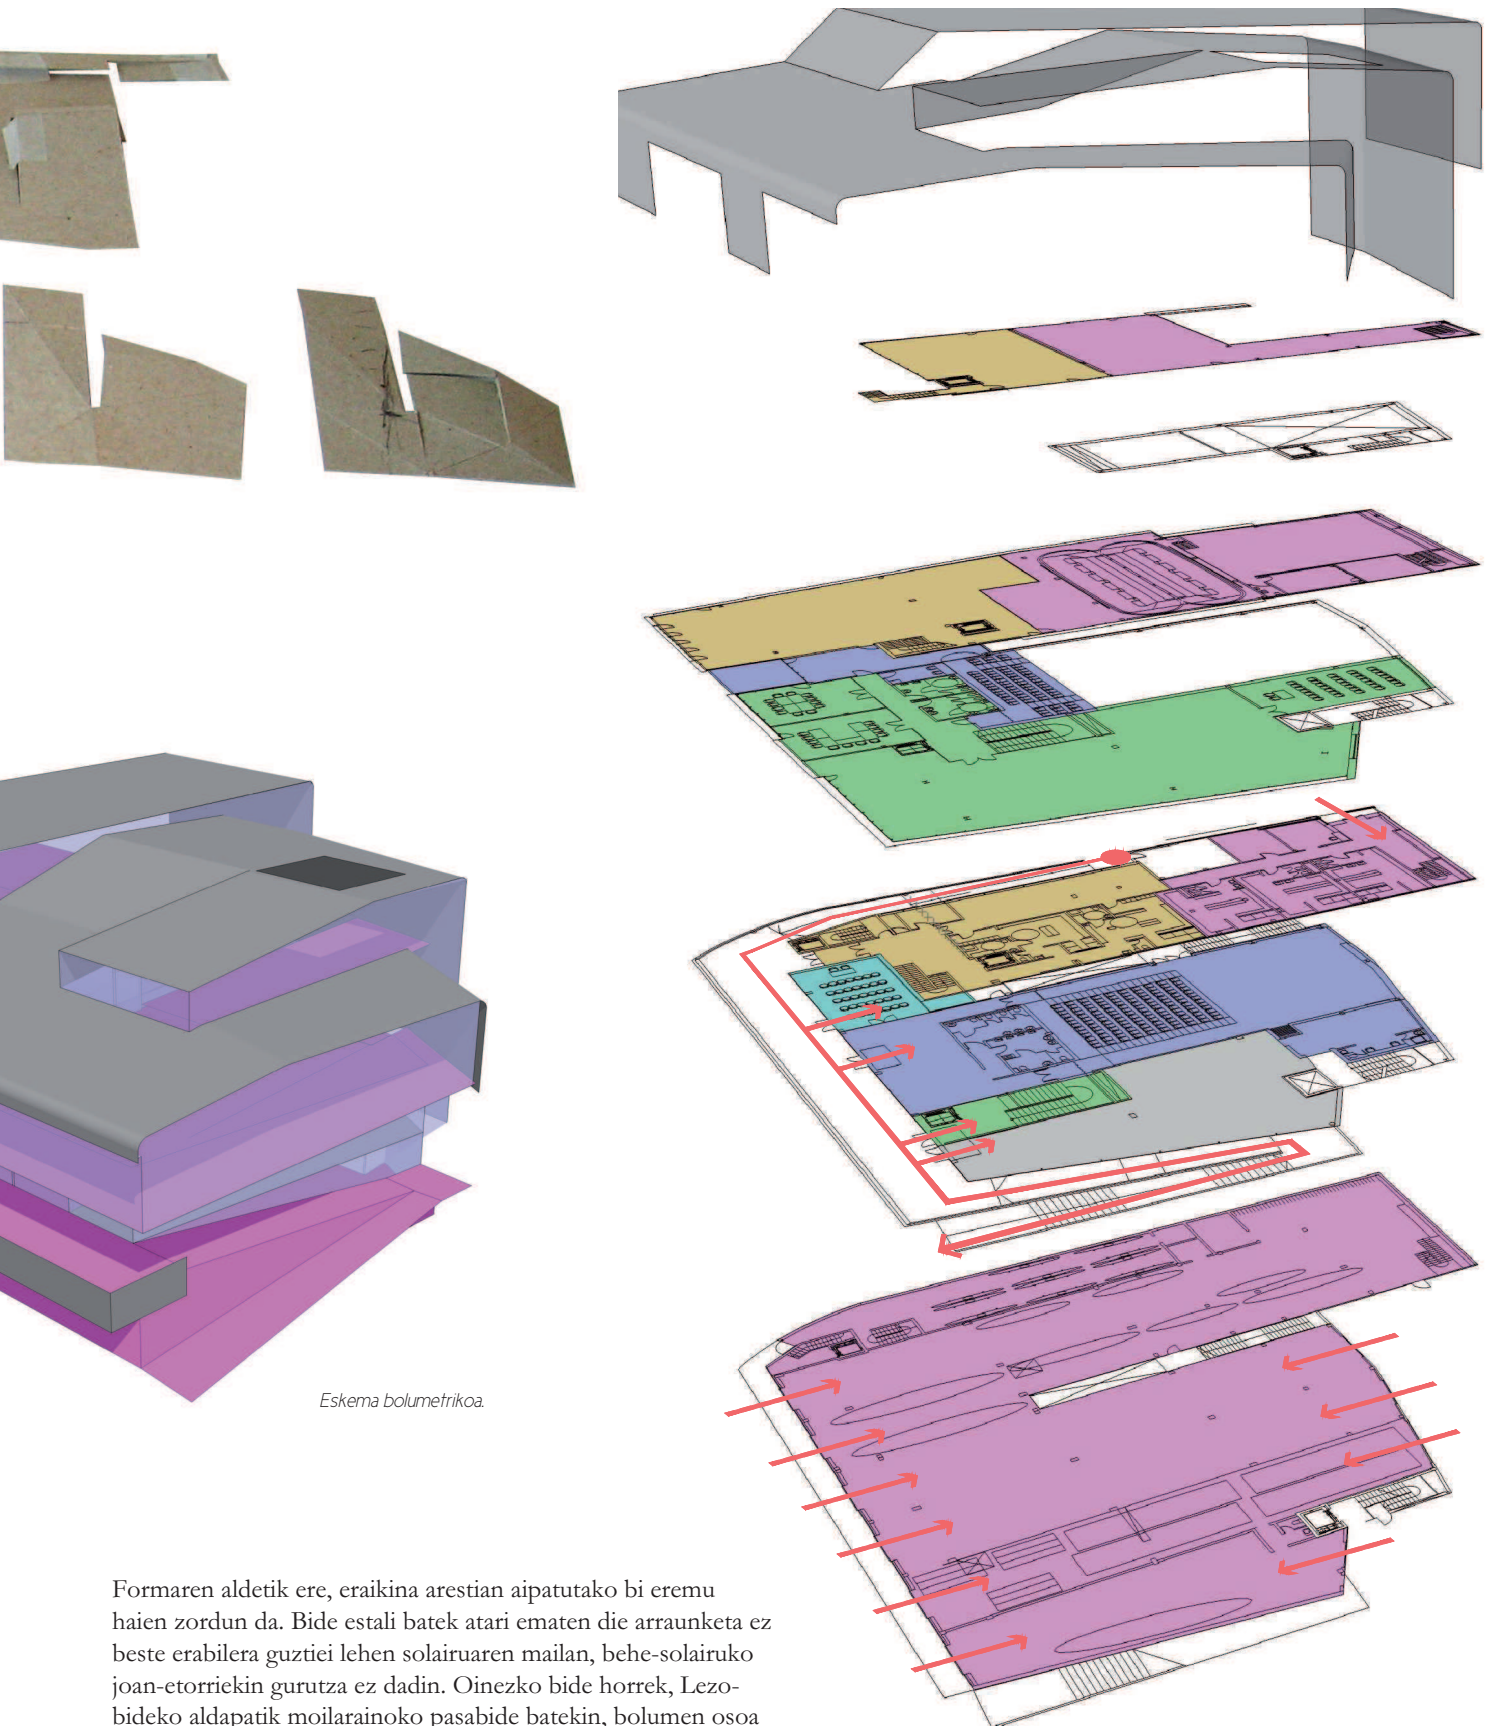 Eskema bolumetrikoa.
Formaren aldetik ere, eraikina arestian aipatutako bi eremu
haien zordun da. Bide estali batek atari ematen die arraunketa ez
beste erabilera guztiei lehen solairuaren mailan, behe-solairuko
joan-etorriekin gurutza ez dadin. Oinezko bide horrek, Lezo-
bideko aldapatik moilarainoko pasabide batekin, bolumen osoa